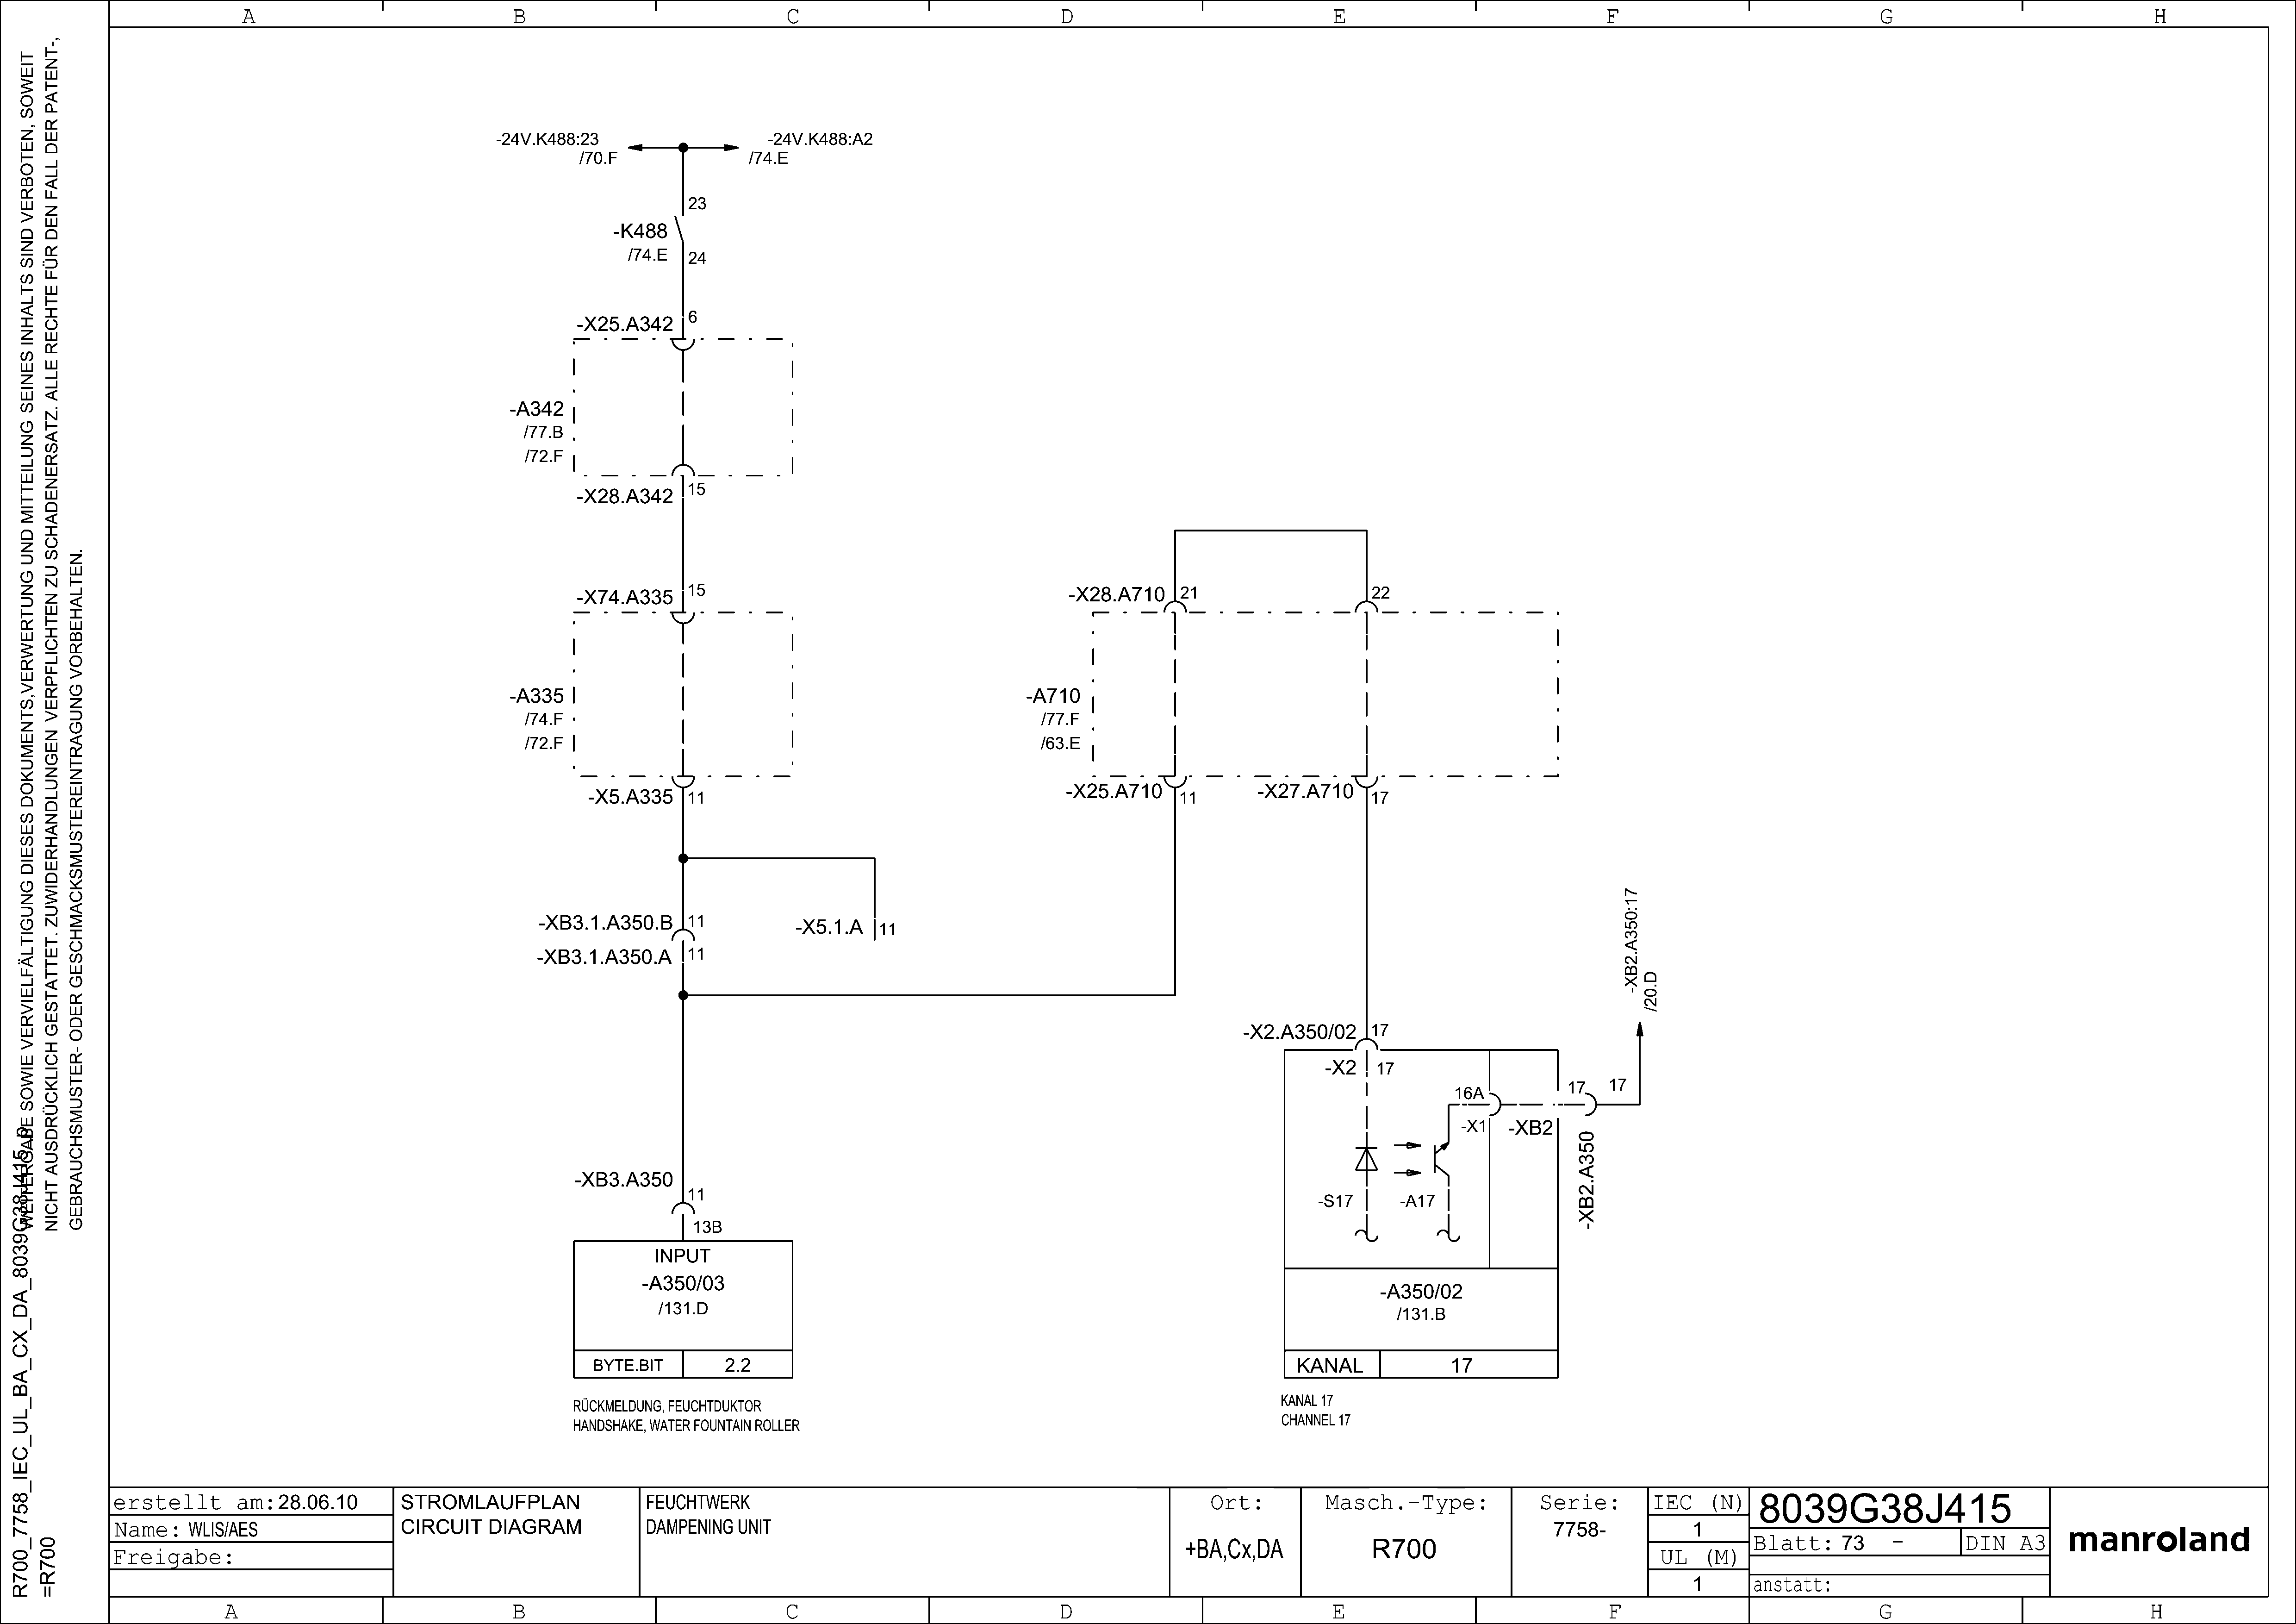 A B C D E F G H
WEITERGABE SOWIE VERVIELFÄLTIGUNG DIESES DOKUMENTS,VERWERTUNG UND MITTEILUNG SEINES INHALTS SIND VERBOTEN, SOWEIT
NICHT AUSDRÜCKLICH GESTATTET. ZUWIDERHANDLUNGEN VERPFLICHTEN ZU SCHADENERSATZ. ALLE RECHTE FÜR DEN FALL DER PATENT-,
GEBRAUCHSMUSTER- ODER GESCHMACKSMUSTEREINTRAGUNG VORBEHALTEN.
R700_7758_IEC_UL_BA_CX_DA_8039G38J415_p
=R700
-24V.K488:23
/70.F
-24V.K488:A2
/74.E
23
-K488
/74.E
24
-X25.A342
6
-A342
/77.B
/72.F
-X28.A342
15
-X74.A335
15
-A335
/74.F
/72.F
-X5.A335
11
-XB3.1.A350.B
11
-XB3.1.A350.A
11
-X5.1.A
11
-XB3.A350
11
13B
INPUT
-A350/03
/131.D
BYTE.BIT 2.2
RÜCKMELDUNG, FEUCHTDUKTOR
HANDSHAKE, WATER FOUNTAIN ROLLER
-X28.A710
21
22
-A710
/77.F
/63.E
-X25.A710
11
-X27.A710
17
-X2.A350/02
17
-X2
17
16A
-X1
-XB2
17
17
-XB2.A350
-XB2.A350:17
/20.D
-S17
-A17
-A350/02
/131.B
KANAL 17
KANAL 17
CHANNEL 17
erstellt am: 28.06.10
Name: WLIS/AES
Freigabe:
STROMLAUFPLAN
CIRCUIT DIAGRAM
FEUCHTWERK
DAMPENING UNIT
Ort:
+BA,Cx,DA
Masch.-Type:
R700
Serie:
7758-
IEC (N)
1
UL (M)
1
8039G38J415
Blatt: 73 -
DIN A3
anstatt:
manroland
A B C D E F G H